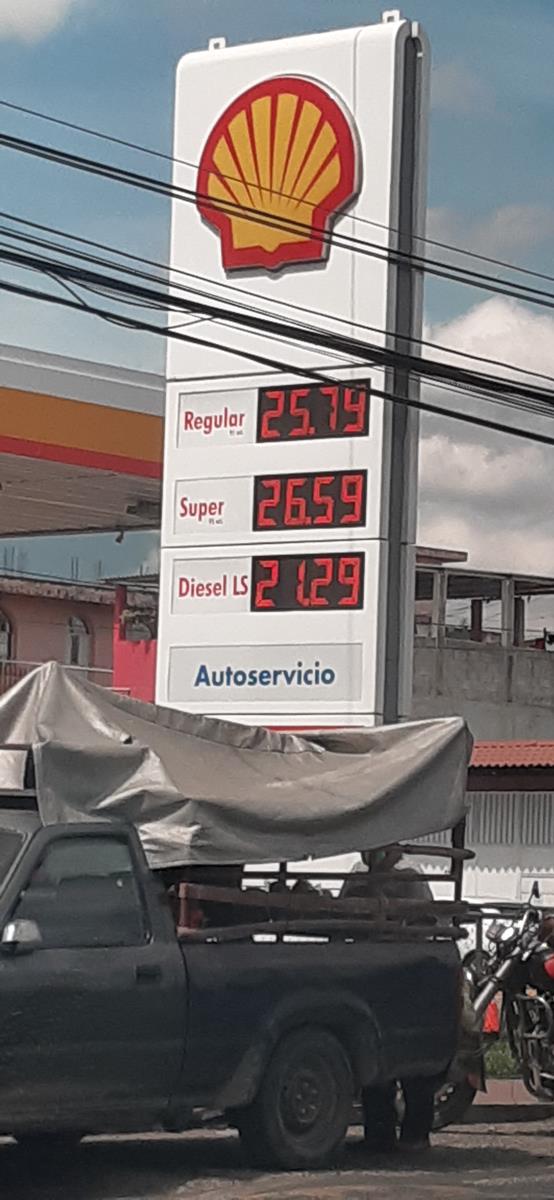 Regular 25.79
Super 26.59
Diesel LS 21.29
Autoservicio